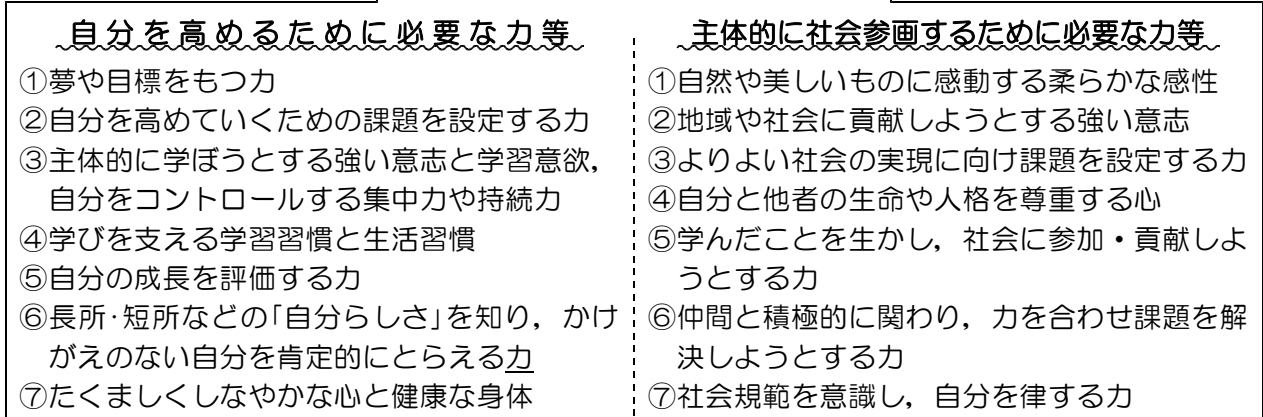 自分を高めるために必要な力等
①夢や目標をもつ力
②自分を高めていくための課題を設定する力
③主体的に学ぼうとする強い意志と学習意欲，
自分をコントロールする集中力や持続力
④学びを支える学習習慣と生活習慣
⑤自分の成長を評価する力
⑥長所･短所などの｢自分らしさ｣を知り，かけ
がえのない自分を肯定的にとらえる力
⑦たくましくしなやかな心と健康な身体
主体的に社会参画するために必要な力等
①自然や美しいものに感動する柔らかな感性
②地域や社会に貢献しようとする強い意志
③よりよい社会の実現に向け課題を設定する力
④自分と他者の生命や人格を尊重する心
⑤学んだことを生かし，社会に参加・貢献しよ
うとする力
⑥仲間と積極的に関わり，力を合わせ課題を解
決しようとする力
⑦社会規範を意識し，自分を律する力